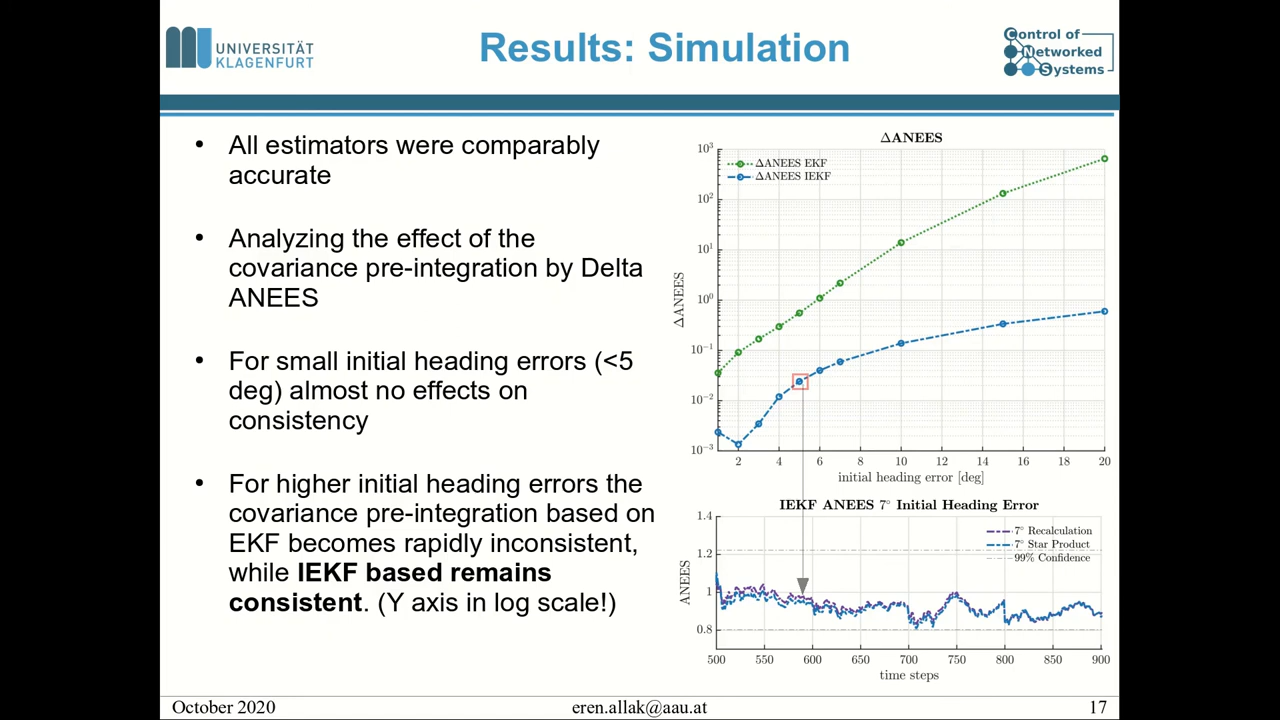 UNIVERSITÄT
KLAGENFURT
Results: Simulation
Control of
Networked
Systems
• All estimators were comparably
accurate
• Analyzing the effect of the
covariance pre-integration by Delta
ANEES
• For small initial heading errors (<5
deg) almost no effects on
consistency
• For higher initial heading errors the
covariance pre-integration based on
EKF becomes rapidly inconsistent,
while IEKF based remains
consistent. (Y axis in log scale!)
ΔANEES
ΔANEES EKF
ΔANEES IEKF
ΔANEES
10³
10²
10¹
10⁰
10⁻¹
10⁻²
10⁻³
2 4 6 8 10 12 14 16 18 20
initial heading error [deg]
IEKF ANEES 7° Initial Heading Error
7° Recalculation
7° Star Product
99% Confidence
ANEES
1.4
1.2
1
0.8
500 550 600 650 700 750 800 850 900
time steps
October 2020 eren.allak@aau.at 17